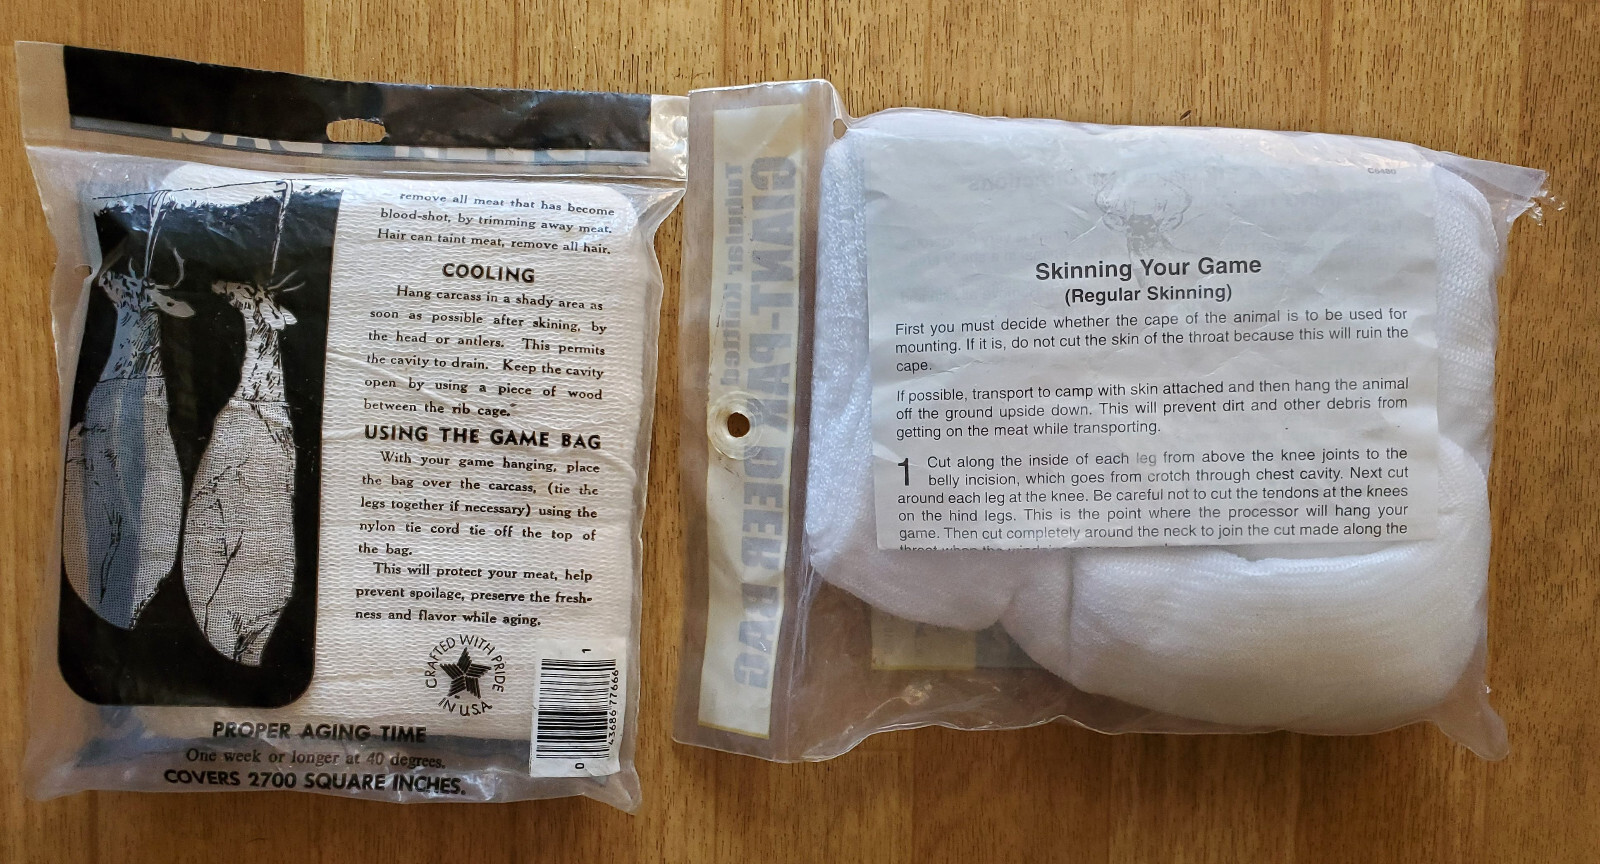 remove all meat that has become
blood-shot, by trimming away meat.
Hair can taint meat, remove all hair.
COOLING
Hang carcass in a shady area as
soon as possible after skining, by
the head or antlers. This permits
the cavity to drain. Keep the cavity
open by using a piece of wood
between the rib cage.
USING THE GAME BAG
With your game hanging, place
the bag over the carcass, (tie the
legs together if necessary) using the
nylon tie cord tie off the top of
the bag.
This will protect your meat, help
prevent spoilage, preserve the fresh-
ness and flavor while aging.
CRAFTED WITH PRIDE
IN U.S.A.
1
43686 77666
0
PROPER AGING TIME
One week or longer at 40 degrees.
COVERS 2700 SQUARE INCHES.
GIANT-PAK DEER BAG
Tubular knitted
Skinning Your Game
(Regular Skinning)
First you must decide whether the cape of the animal is to be used for
mounting. If it is, do not cut the skin of the throat because this will ruin the
cape.
If possible, transport to camp with skin attached and then hang the animal
off the ground upside down. This will prevent dirt and other debris from
getting on the meat while transporting.
1 Cut along the inside of each leg from above the knee joints to the
belly incision, which goes from crotch through chest cavity. Next cut
around each leg at the knee. Be careful not to cut the tendons at the knees
on the hind legs. This is the point where the processor will hang your
game. Then cut completely around the neck to join the cut made along the
throat when the